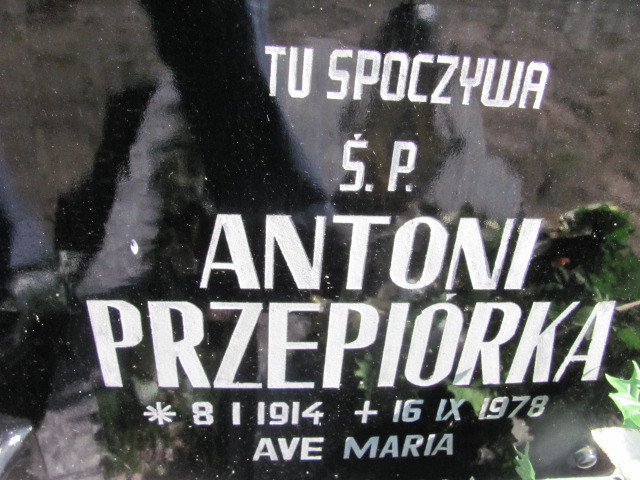 TU SPOCZYWA
Ś. P.
ANTONI
PRZEPIÓRKA
* 8 I 1914 + 16 IX 1978
AVE MARIA